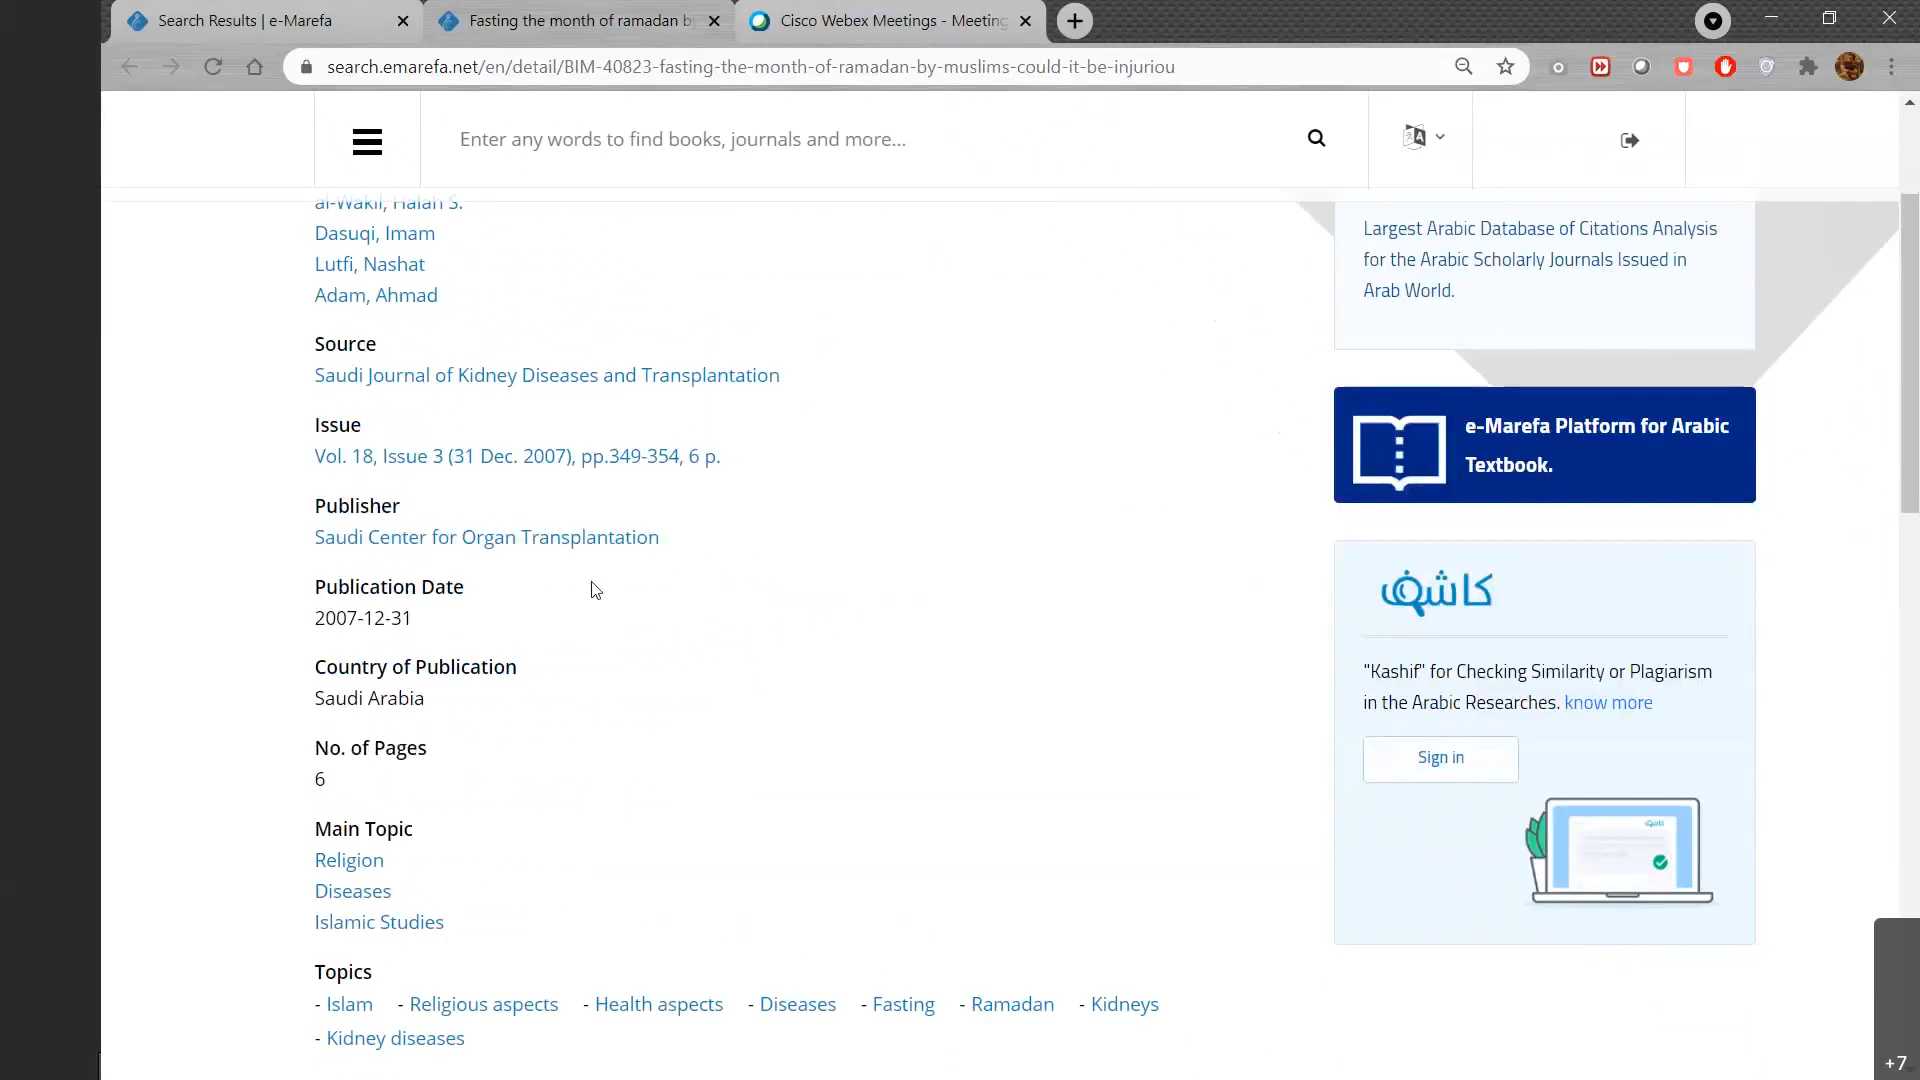 Search Results | e-Marefa
Fasting the month of ramadan b
Cisco Webex Meetings - Meeting
search.emarefa.net/en/detail/BIM-40823-fasting-the-month-of-ramadan-by-muslims-could-it-be-injuriou
Enter any words to find books, journals and more...
al-Wakil, Halah S.
Dasuqi, Imam
Lutfi, Nashat
Adam, Ahmad
Source
Saudi Journal of Kidney Diseases and Transplantation
Issue
Vol. 18, Issue 3 (31 Dec. 2007), pp.349-354, 6 p.
Publisher
Saudi Center for Organ Transplantation
Publication Date
2007-12-31
Country of Publication
Saudi Arabia
No. of Pages
6
Main Topic
Religion
Diseases
Islamic Studies
Topics
- Islam - Religious aspects - Health aspects - Diseases - Fasting - Ramadan - Kidneys
- Kidney diseases
Largest Arabic Database of Citations Analysis
for the Arabic Scholarly Journals Issued in
Arab World.
e-Marefa Platform for Arabic
Textbook.
كاشف
"Kashif" for Checking Similarity or Plagiarism
in the Arabic Researches. know more
Sign in
كاشف
+7